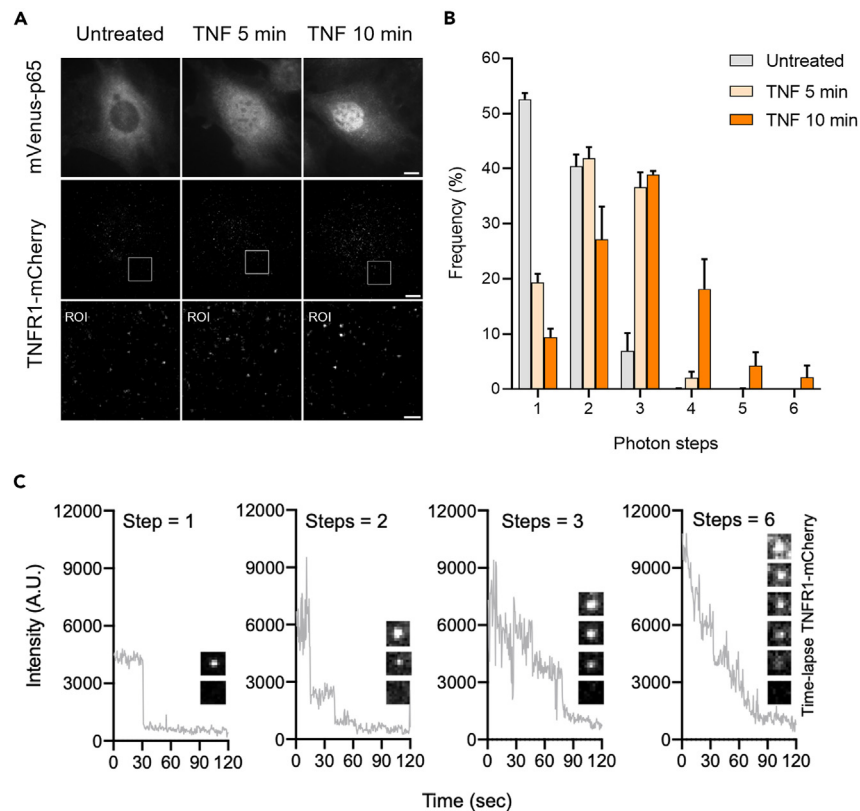 A
Untreated
TNF 5 min
TNF 10 min
mVenus-p65
TNFR1-mCherry
ROI
ROI
ROI
B
60
50
40
30
20
10
0
Frequency (%)
1 2 3 4 5 6
Photon steps
Untreated
TNF 5 min
TNF 10 min
C
Intensity (A.U.)
12000
9000
6000
3000
0
Step = 1
0 30 60 90 120
12000
9000
6000
3000
0
Steps = 2
0 30 60 90 120
12000
9000
6000
3000
0
Steps = 3
0 30 60 90 120
12000
9000
6000
3000
0
Steps = 6
0 30 60 90 120
Time-lapse TNFR1-mCherry
Time (sec)